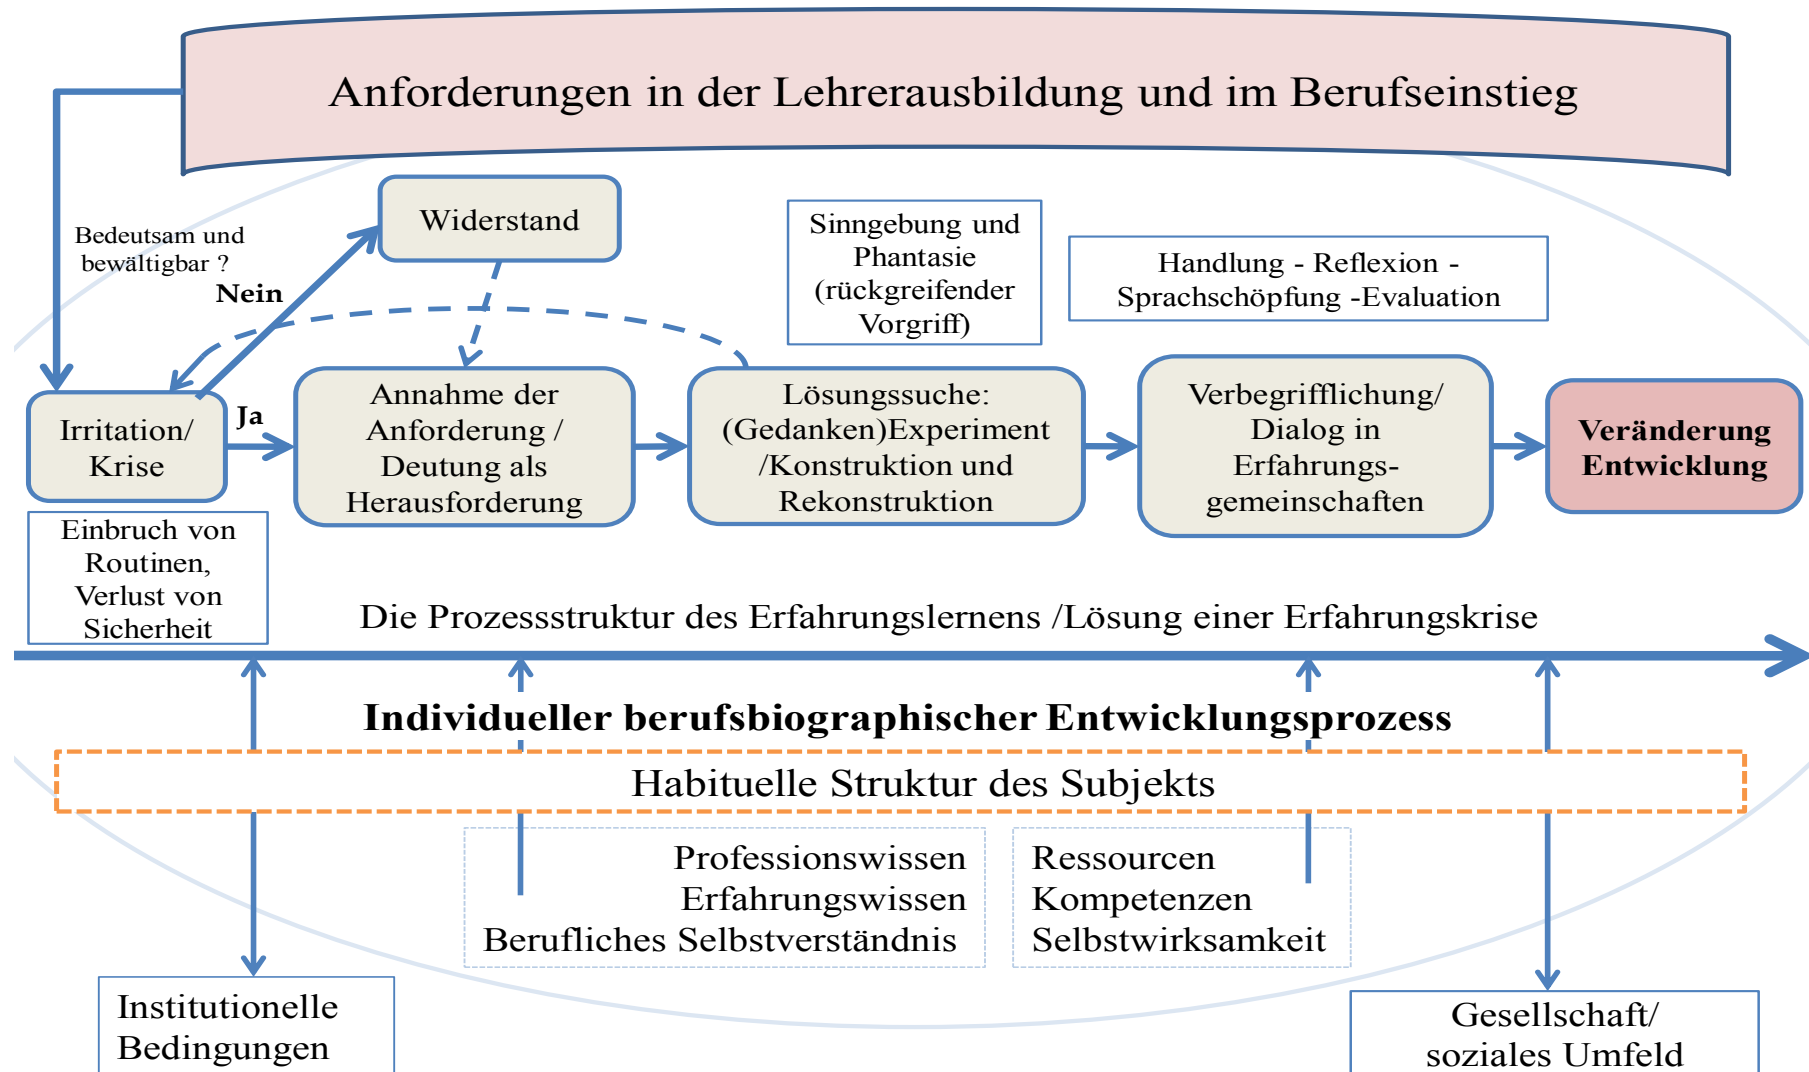 Anforderungen in der Lehrerausbildung und im Berufseinstieg
Widerstand
Bedeutsam und
bewältigbar ?
Nein
Sinngebung und
Phantasie
(rückgreifender
Vorgriff)
Handlung - Reflexion -
Sprachschöpfung -Evaluation
Irritation/
Krise
Ja
Annahme der
Anforderung /
Deutung als
Herausforderung
Lösungssuche:
(Gedanken)Experiment
/Konstruktion und
Rekonstruktion
Verbegrifflichung/
Dialog in
Erfahrungs-
gemeinschaften
Veränderung
Entwicklung
Einbruch von
Routinen,
Verlust von
Sicherheit
Die Prozessstruktur des Erfahrungslernens /Lösung einer Erfahrungskrise
Individueller berufsbiographischer Entwicklungsprozess
Habituelle Struktur des Subjekts
Professionswissen
Erfahrungswissen
Berufliches Selbstverständnis
Ressourcen
Kompetenzen
Selbstwirksamkeit
Institutionelle
Bedingungen
Gesellschaft/
soziales Umfeld